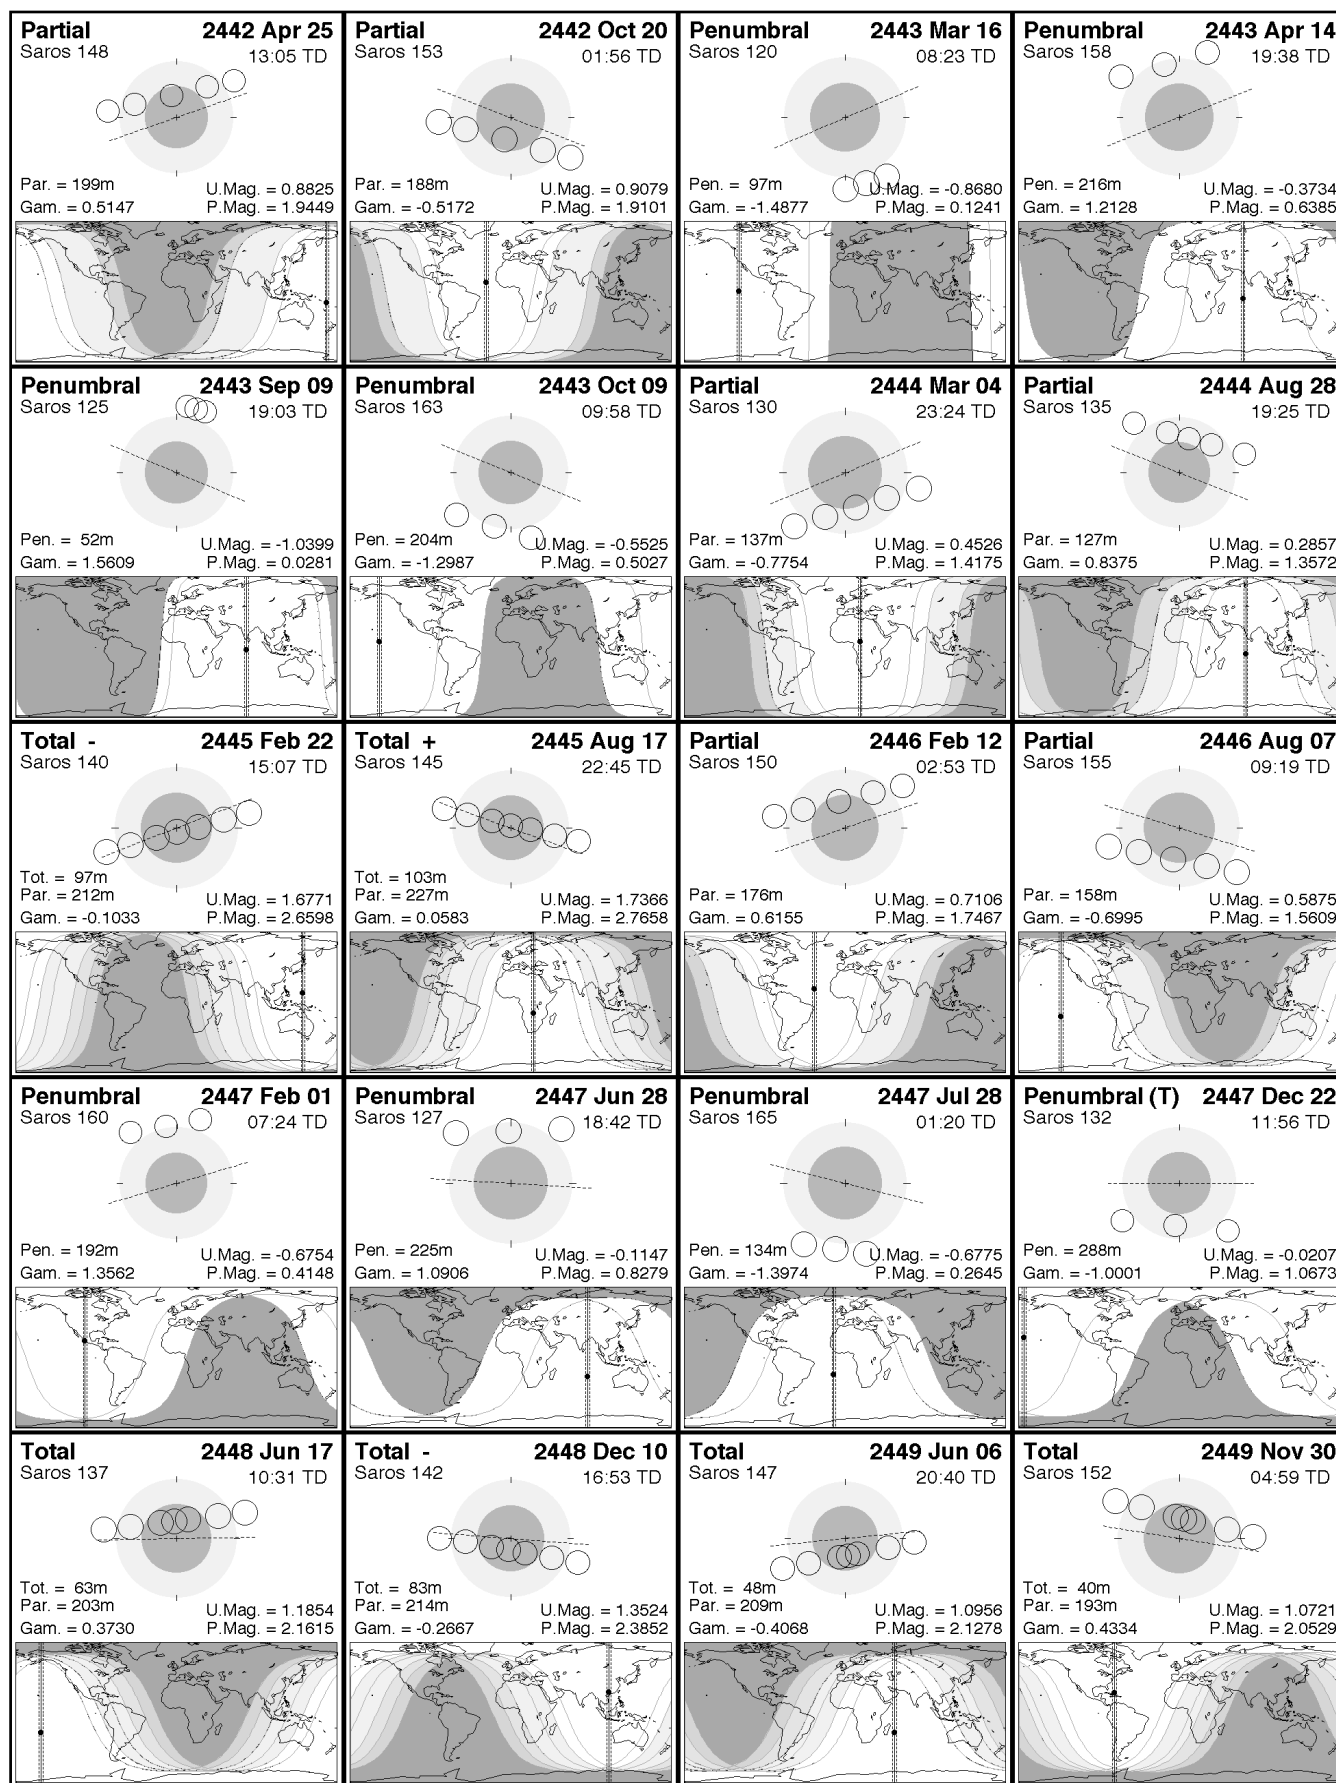 Partial 2442 Apr 25
Saros 148 13:05 TD
Par. = 199m U.Mag. = 0.8825
Gam. = 0.5147 P.Mag. = 1.9449
Partial 2442 Oct 20
Saros 153 01:56 TD
Par. = 188m U.Mag. = 0.9079
Gam. = -0.5172 P.Mag. = 1.9101
Penumbral 2443 Mar 16
Saros 120 08:23 TD
Pen. = 97m U.Mag. = -0.8680
Gam. = -1.4877 P.Mag. = 0.1241
Penumbral 2443 Apr 14
Saros 158 19:38 TD
Pen. = 216m U.Mag. = -0.3734
Gam. = 1.2128 P.Mag. = 0.6385
Penumbral 2443 Sep 09
Saros 125 19:03 TD
Pen. = 52m U.Mag. = -1.0399
Gam. = 1.5609 P.Mag. = 0.0281
Penumbral 2443 Oct 09
Saros 163 09:58 TD
Pen. = 204m U.Mag. = -0.5525
Gam. = -1.2987 P.Mag. = 0.5027
Partial 2444 Mar 04
Saros 130 23:24 TD
Par. = 137m U.Mag. = 0.4526
Gam. = -0.7754 P.Mag. = 1.4175
Partial 2444 Aug 28
Saros 135 19:25 TD
Par. = 127m U.Mag. = 0.2857
Gam. = 0.8375 P.Mag. = 1.3572
Total - 2445 Feb 22
Saros 140 15:07 TD
Tot. = 97m
Par. = 212m U.Mag. = 1.6771
Gam. = -0.1033 P.Mag. = 2.6598
Total + 2445 Aug 17
Saros 145 22:45 TD
Tot. = 103m
Par. = 227m U.Mag. = 1.7366
Gam. = 0.0583 P.Mag. = 2.7658
Partial 2446 Feb 12
Saros 150 02:53 TD
Par. = 176m U.Mag. = 0.7106
Gam. = 0.6155 P.Mag. = 1.7467
Partial 2446 Aug 07
Saros 155 09:19 TD
Par. = 158m U.Mag. = 0.5875
Gam. = -0.6995 P.Mag. = 1.5609
Penumbral 2447 Feb 01
Saros 160 07:24 TD
Pen. = 192m U.Mag. = -0.6754
Gam. = 1.3562 P.Mag. = 0.4148
Penumbral 2447 Jun 28
Saros 127 18:42 TD
Pen. = 225m U.Mag. = -0.1147
Gam. = 1.0906 P.Mag. = 0.8279
Penumbral 2447 Jul 28
Saros 165 01:20 TD
Pen. = 134m U.Mag. = -0.6775
Gam. = -1.3974 P.Mag. = 0.2645
Penumbral (T) 2447 Dec 22
Saros 132 11:56 TD
Pen. = 288m U.Mag. = -0.0207
Gam. = -1.0001 P.Mag. = 1.0673
Total 2448 Jun 17
Saros 137 10:31 TD
Tot. = 63m
Par. = 203m U.Mag. = 1.1854
Gam. = 0.3730 P.Mag. = 2.1615
Total - 2448 Dec 10
Saros 142 16:53 TD
Tot. = 83m
Par. = 214m U.Mag. = 1.3524
Gam. = -0.2667 P.Mag. = 2.3852
Total 2449 Jun 06
Saros 147 20:40 TD
Tot. = 48m
Par. = 209m U.Mag. = 1.0956
Gam. = -0.4068 P.Mag. = 2.1278
Total 2449 Nov 30
Saros 152 04:59 TD
Tot. = 40m
Par. = 193m U.Mag. = 1.0721
Gam. = 0.4334 P.Mag. = 2.0529